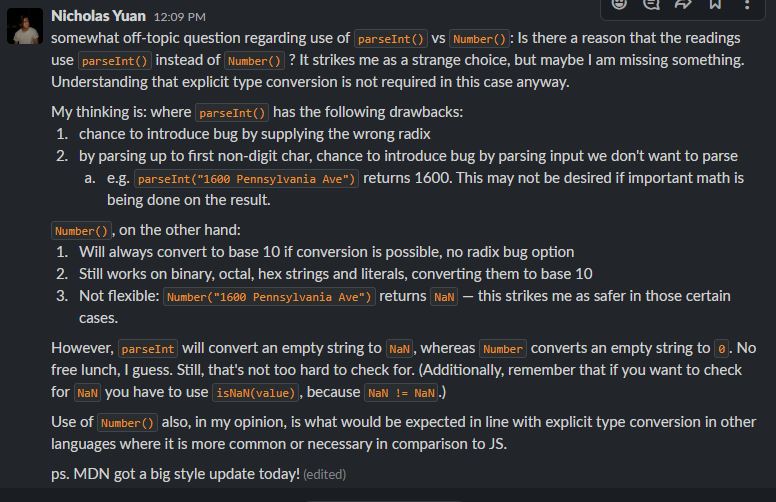 Nicholas Yuan 12:09 PM
somewhat off-topic question regarding use of parseInt() vs Number(): Is there a reason that the readings
use parseInt() instead of Number() ? It strikes me as a strange choice, but maybe I am missing something.
Understanding that explicit type conversion is not required in this case anyway.
My thinking is: where parseInt() has the following drawbacks:
1. chance to introduce bug by supplying the wrong radix
2. by parsing up to first non-digit char, chance to introduce bug by parsing input we don't want to parse
a. e.g. parseInt("1600 Pennsylvania Ave") returns 1600. This may not be desired if important math is
being done on the result.
Number(), on the other hand:
1. Will always convert to base 10 if conversion is possible, no radix bug option
2. Still works on binary, octal, hex strings and literals, converting them to base 10
3. Not flexible: Number("1600 Pennsylvania Ave") returns NaN — this strikes me as safer in those certain
cases.
However, parseInt will convert an empty string to NaN, whereas Number converts an empty string to 0. No
free lunch, I guess. Still, that's not too hard to check for. (Additionally, remember that if you want to check
for NaN you have to use isNaN(value), because NaN != NaN.)
Use of Number() also, in my opinion, is what would be expected in line with explicit type conversion in other
languages where it is more common or necessary in comparison to JS.
ps. MDN got a big style update today! (edited)